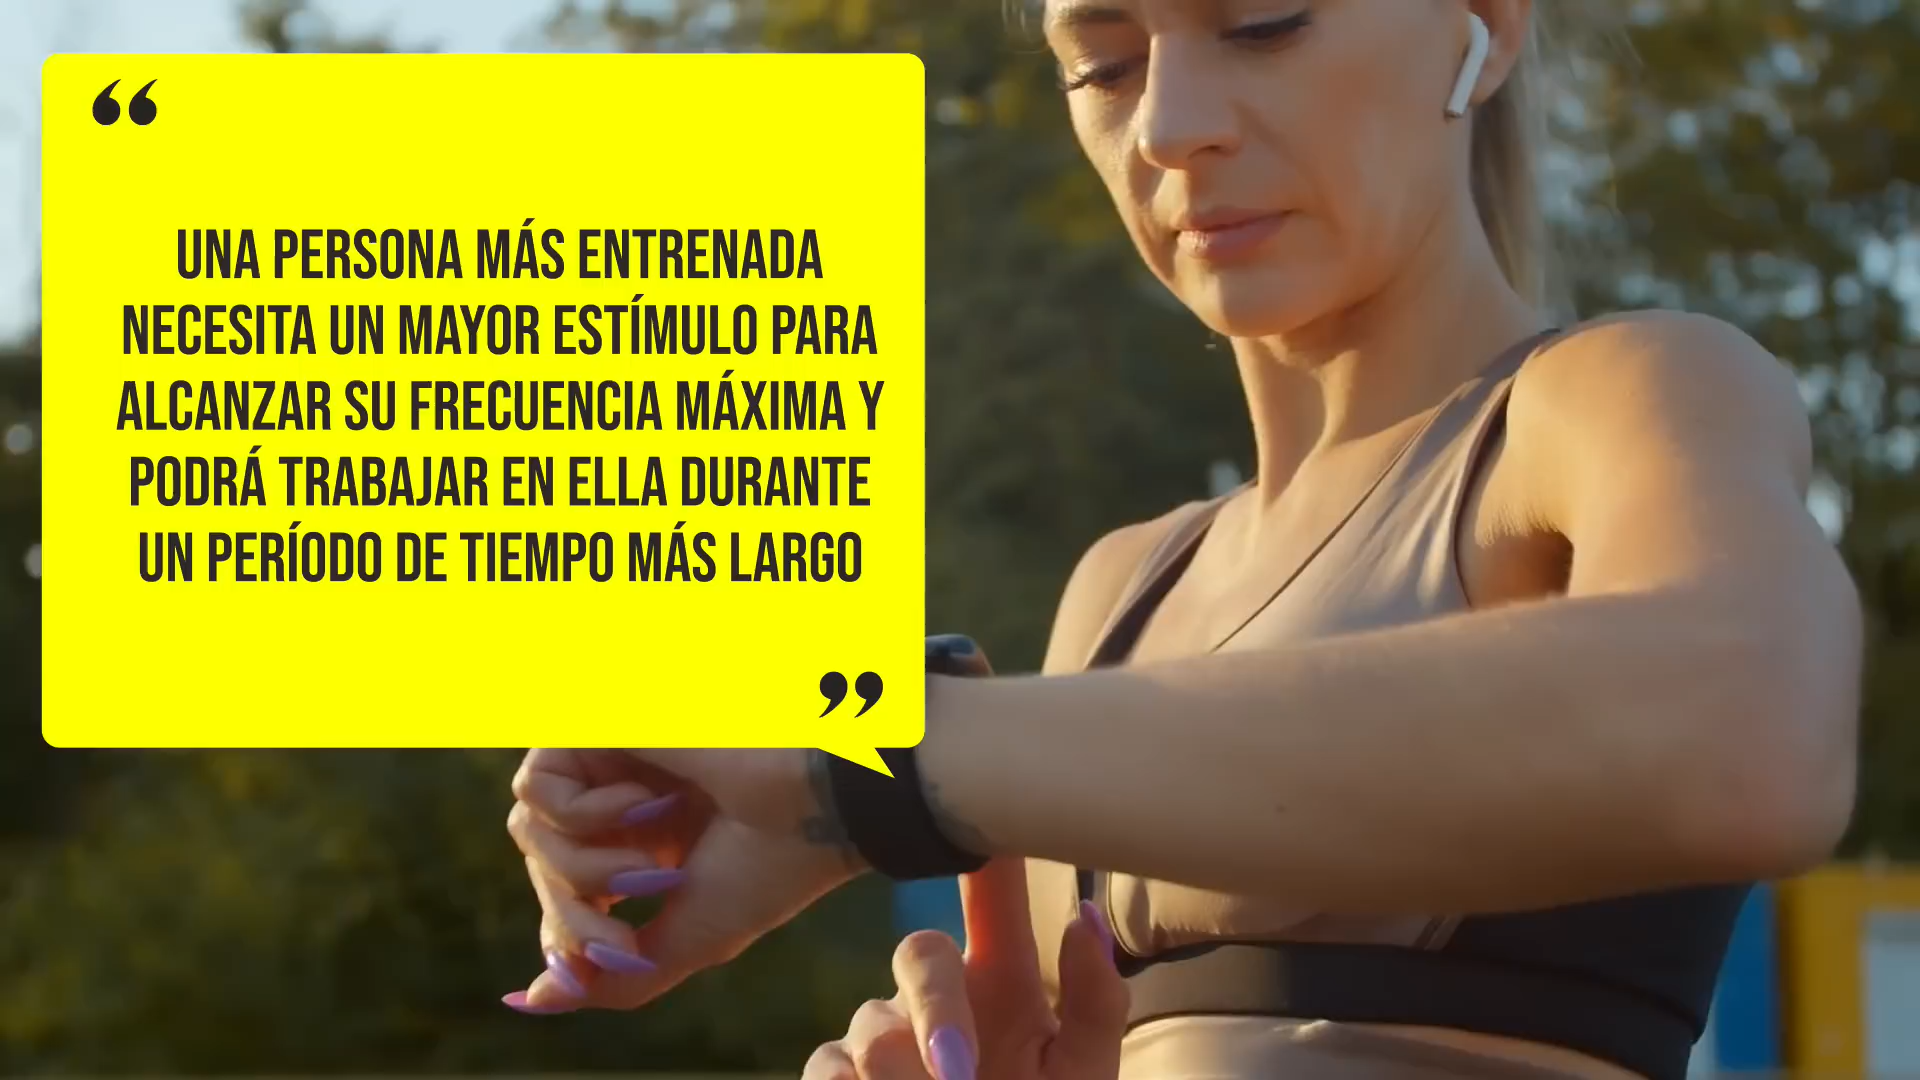 “
UNA PERSONA MÁS ENTRENADA
NECESITA UN MAYOR ESTÍMULO PARA
ALCANZAR SU FRECUENCIA MÁXIMA Y
PODRÁ TRABAJAR EN ELLA DURANTE
UN PERÍODO DE TIEMPO MÁS LARGO
”